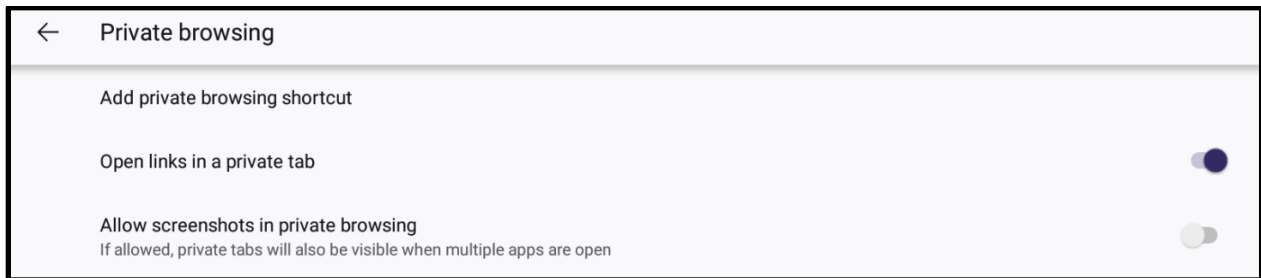 Private browsing
Add private browsing shortcut
Open links in a private tab
Allow screenshots in private browsing
If allowed, private tabs will also be visible when multiple apps are open